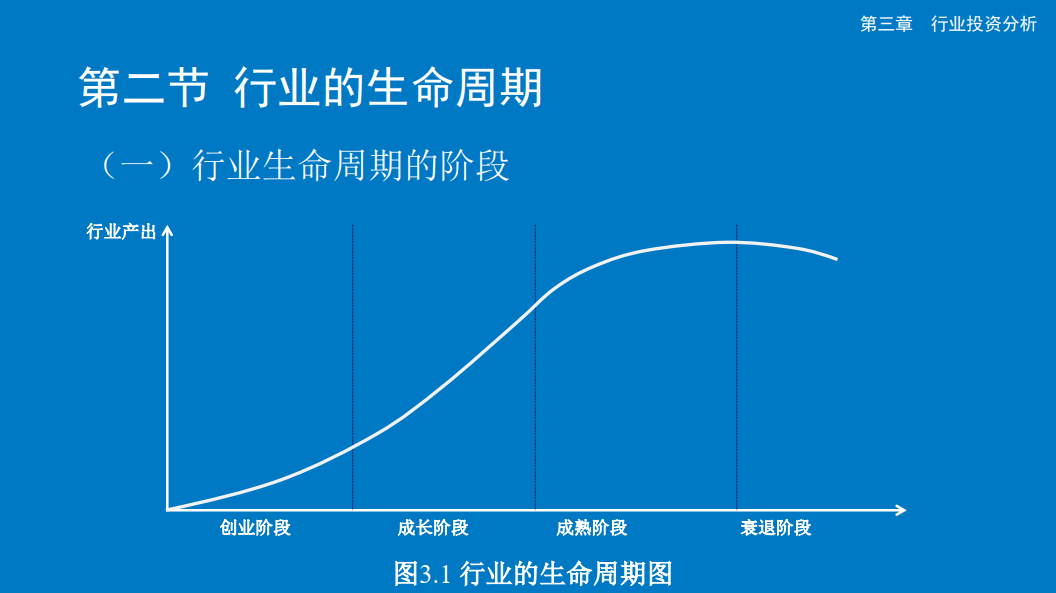 第三章　行业投资分析
第二节 行业的生命周期
（一）行业生命周期的阶段
行业产出
创业阶段 成长阶段 成熟阶段 衰退阶段
图3.1 行业的生命周期图